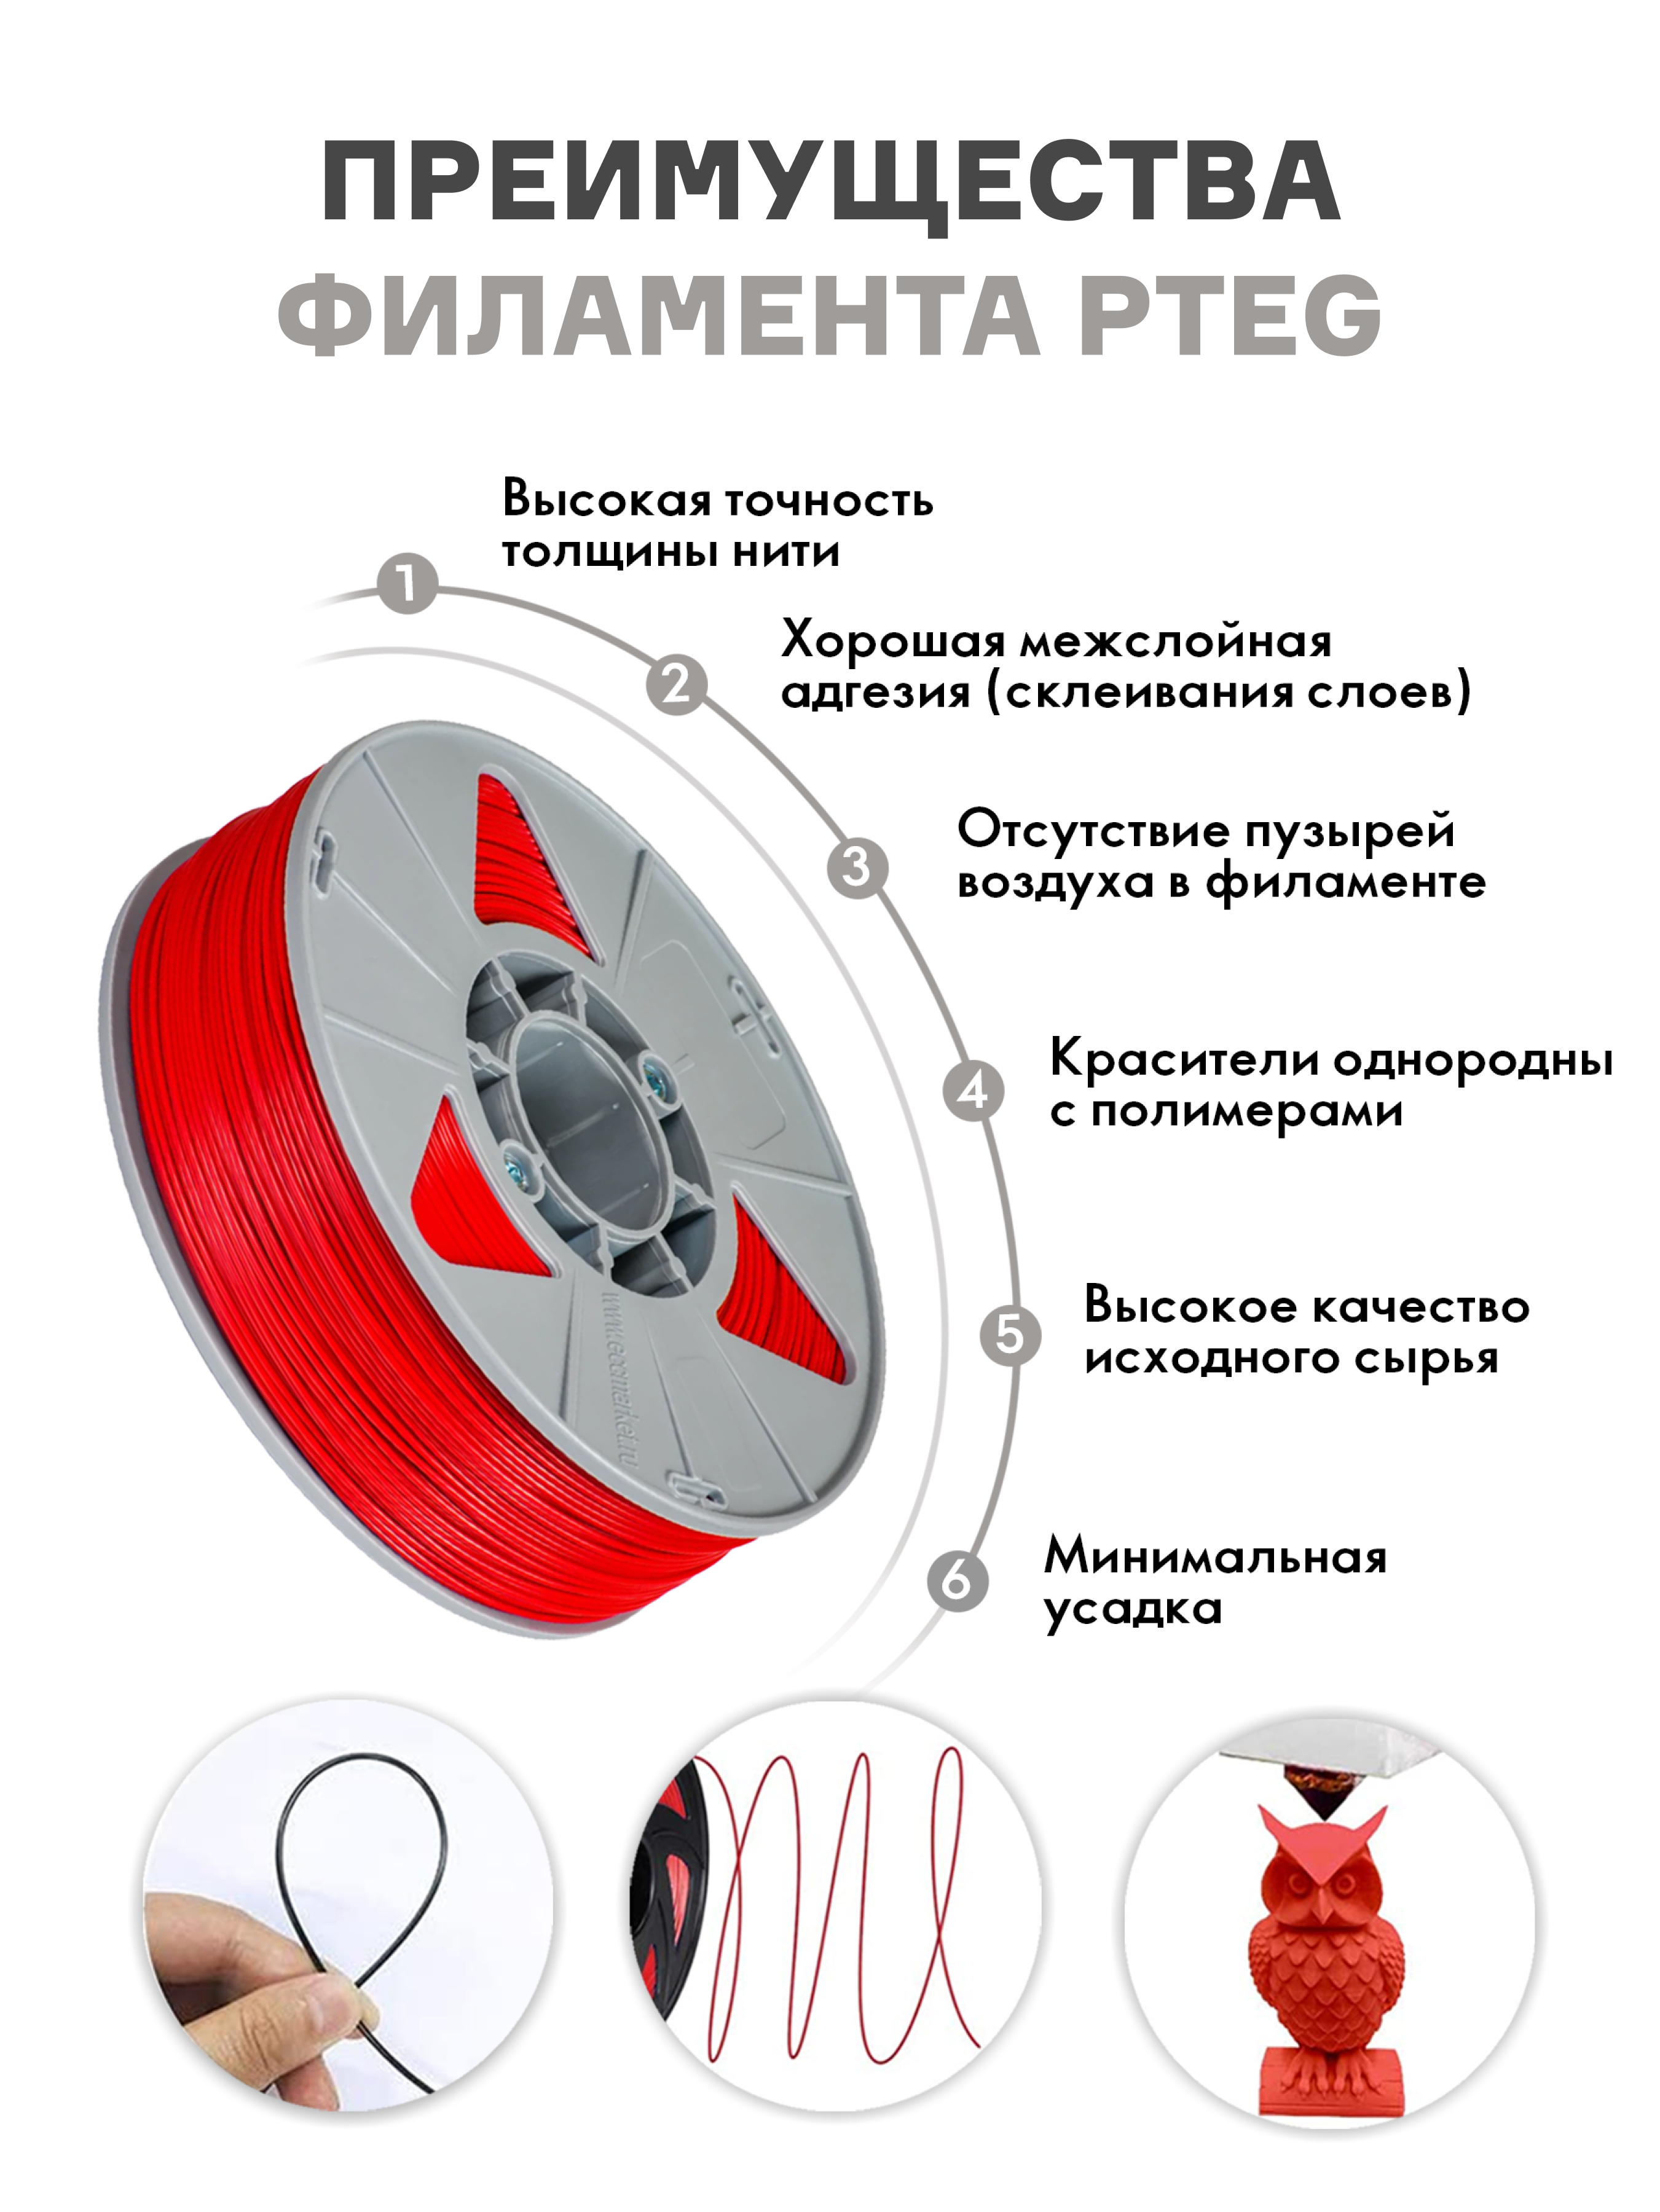 ПРЕИМУЩЕСТВА
ФИЛАМЕНТА PTEG
1
Высокая точность
толщины нити
2
Хорошая межслойная
адгезия (склеивания слоев)
3
Отсутствие пузырей
воздуха в филаменте
4
Красители однородны
с полимерами
5
Высокое качество
исходного сырья
www.ecomarket.ru
6
Минимальная
усадка